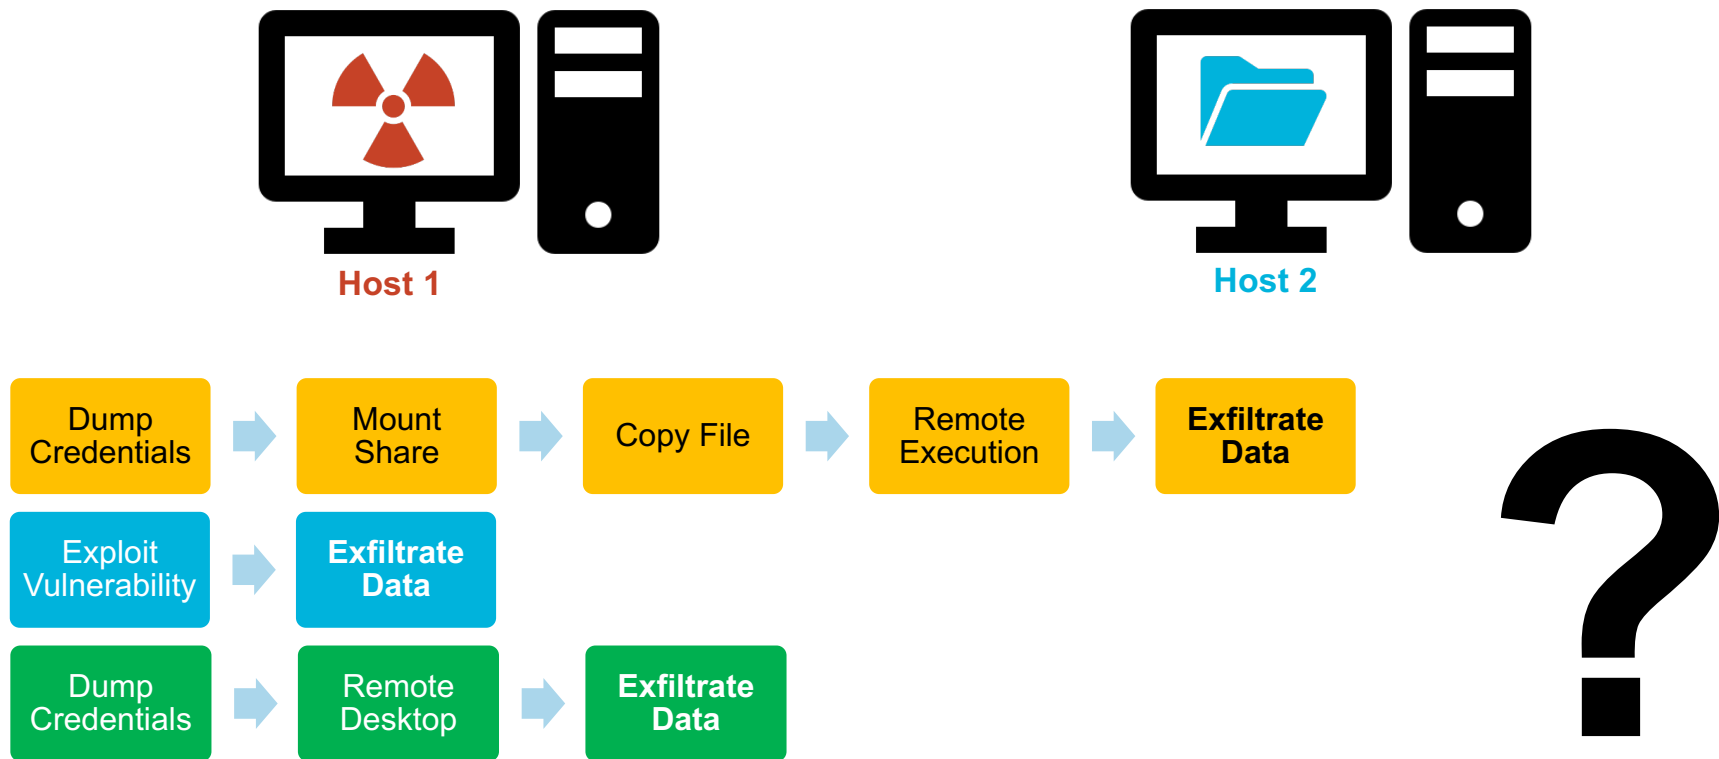 Host 1
Host 2
Dump
Credentials
Mount
Share
Copy File
Remote
Execution
Exfiltrate
Data
Exploit
Vulnerability
Exfiltrate
Data
Dump
Credentials
Remote
Desktop
Exfiltrate
Data
?